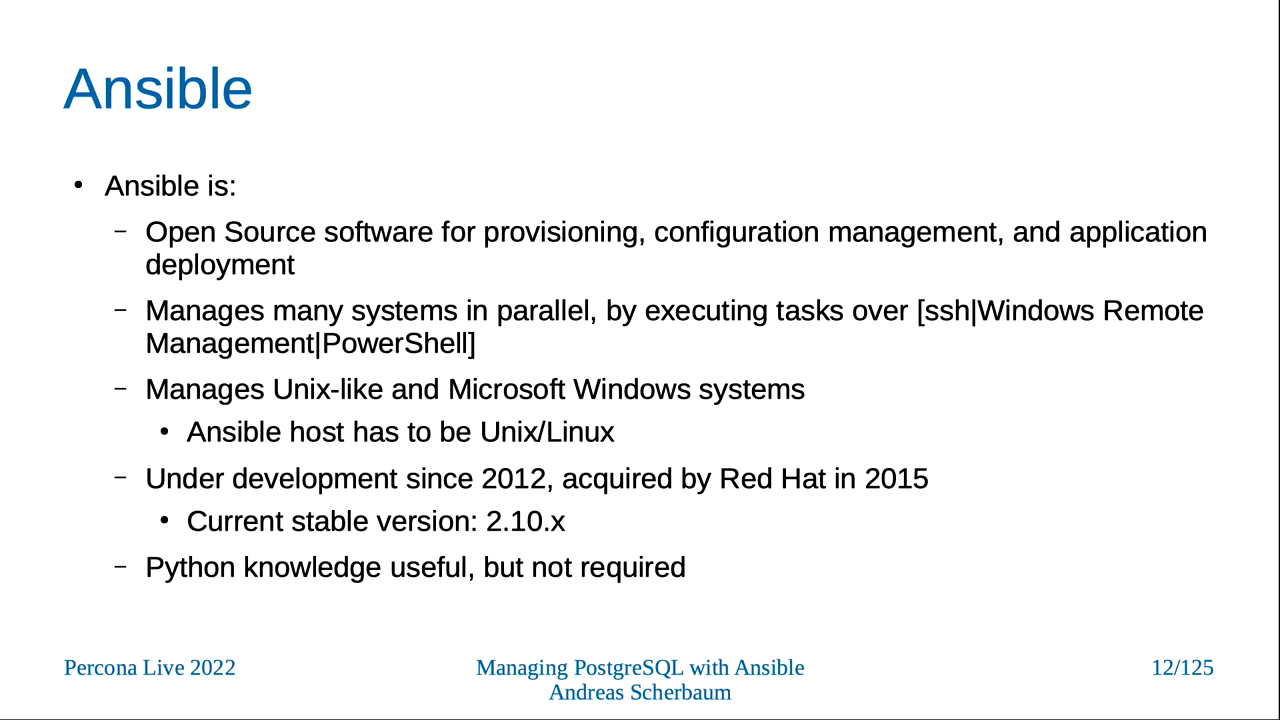 Ansible
• Ansible is:
– Open Source software for provisioning, configuration management, and application
deployment
– Manages many systems in parallel, by executing tasks over [ssh|Windows Remote
Management|PowerShell]
– Manages Unix-like and Microsoft Windows systems
• Ansible host has to be Unix/Linux
– Under development since 2012, acquired by Red Hat in 2015
• Current stable version: 2.10.x
– Python knowledge useful, but not required
Percona Live 2022
Managing PostgreSQL with Ansible
Andreas Scherbaum
12/125